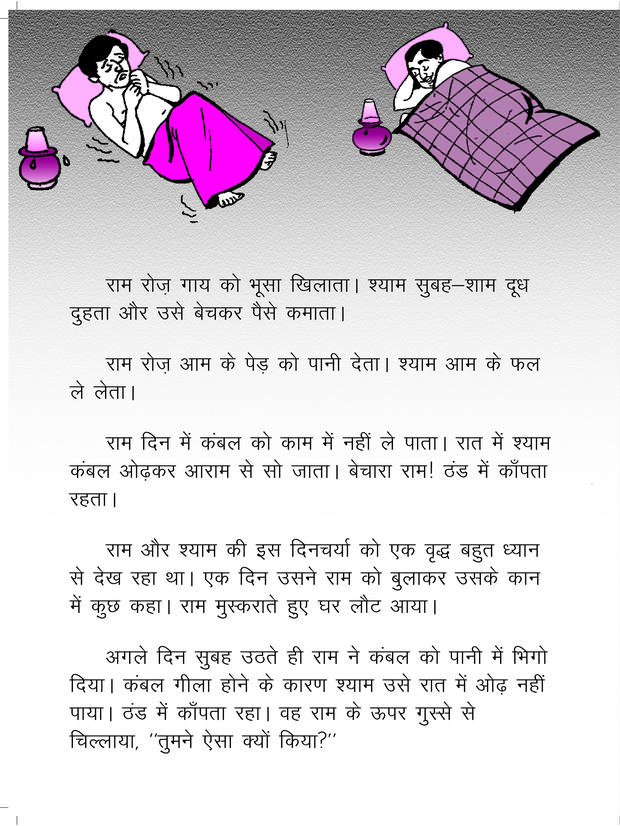 राम रोज़ गाय को भूसा खिलाता। श्याम सुबह–शाम दूध
दुहता और उसे बेचकर पैसे कमाता।
राम रोज़ आम के पेड़ को पानी देता। श्याम आम के फल
ले लेता।
राम दिन में कंबल को काम में नहीं ले पाता। रात में श्याम
कंबल ओढ़कर आराम से सो जाता। बेचारा राम! ठंड में काँपता
रहता।
राम और श्याम की इस दिनचर्या को एक वृद्ध बहुत ध्यान
से देख रहा था। एक दिन उसने राम को बुलाकर उसके कान
में कुछ कहा। राम मुस्कराते हुए घर लौट आया।
अगले दिन सुबह उठते ही राम ने कंबल को पानी में भिगो
दिया। कंबल गीला होने के कारण श्याम उसे रात में ओढ़ नहीं
पाया। ठंड में काँपता रहा। वह राम के ऊपर गुस्से से
चिल्लाया, ''तुमने ऐसा क्यों किया?''